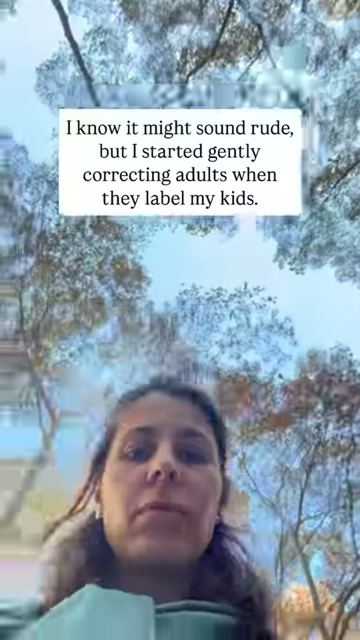 I know it might sound rude,
but I started gently
correcting adults when
they label my kids.